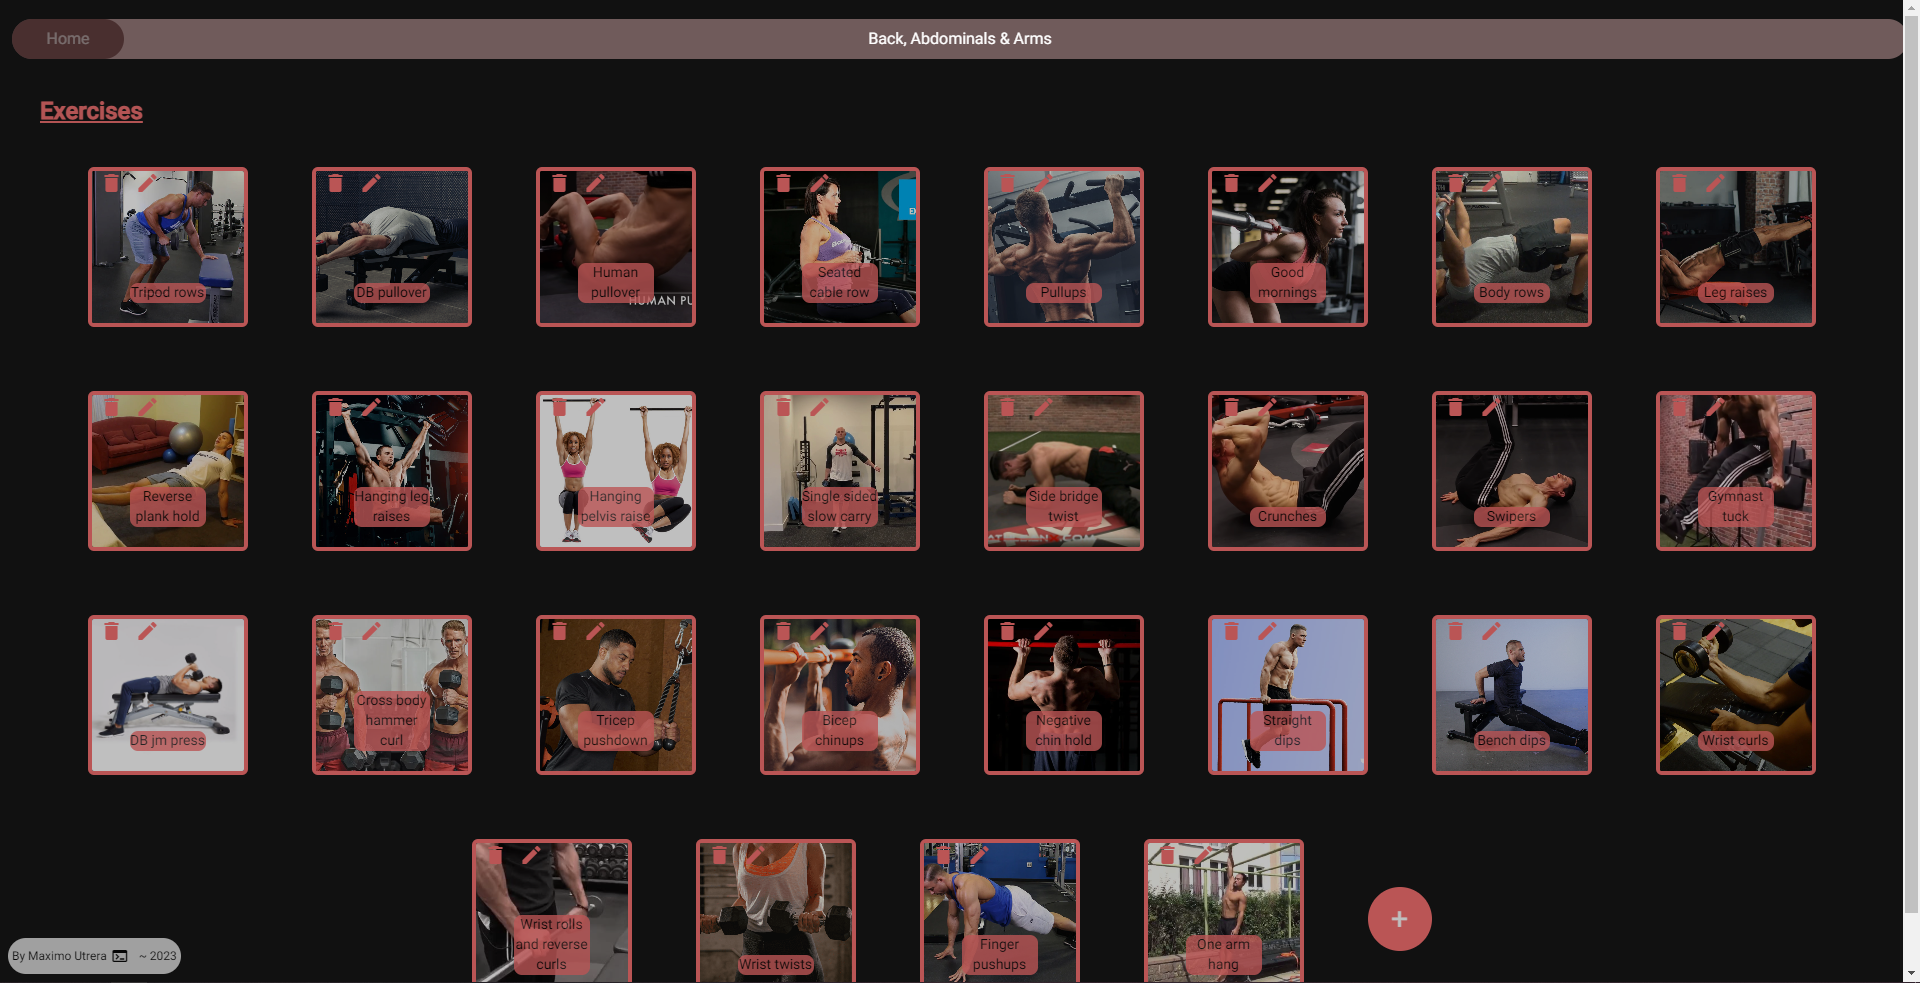 Home
Back, Abdominals & Arms
Exercises
Tripod rows
DB pullover
Human
pullover
HUMAN PU
Seated
cable row
Pullups
Good
mornings
Body rows
Leg raises
Reverse
plank hold
Hanging leg
raises
Hanging
pelvis raise
Single sided
slow carry
Side bridge
twist
Crunches
Swipers
Gymnast
tuck
DB jm press
Cross body
hammer
curl
Tricep
pushdown
Bicep
chinups
Negative
chin hold
Straight
dips
Bench dips
Wrist curls
Wrist rolls
and reverse
curls
Wrist twists
Finger
pushups
One arm
hang
+
By Maximo Utrera ~ 2023